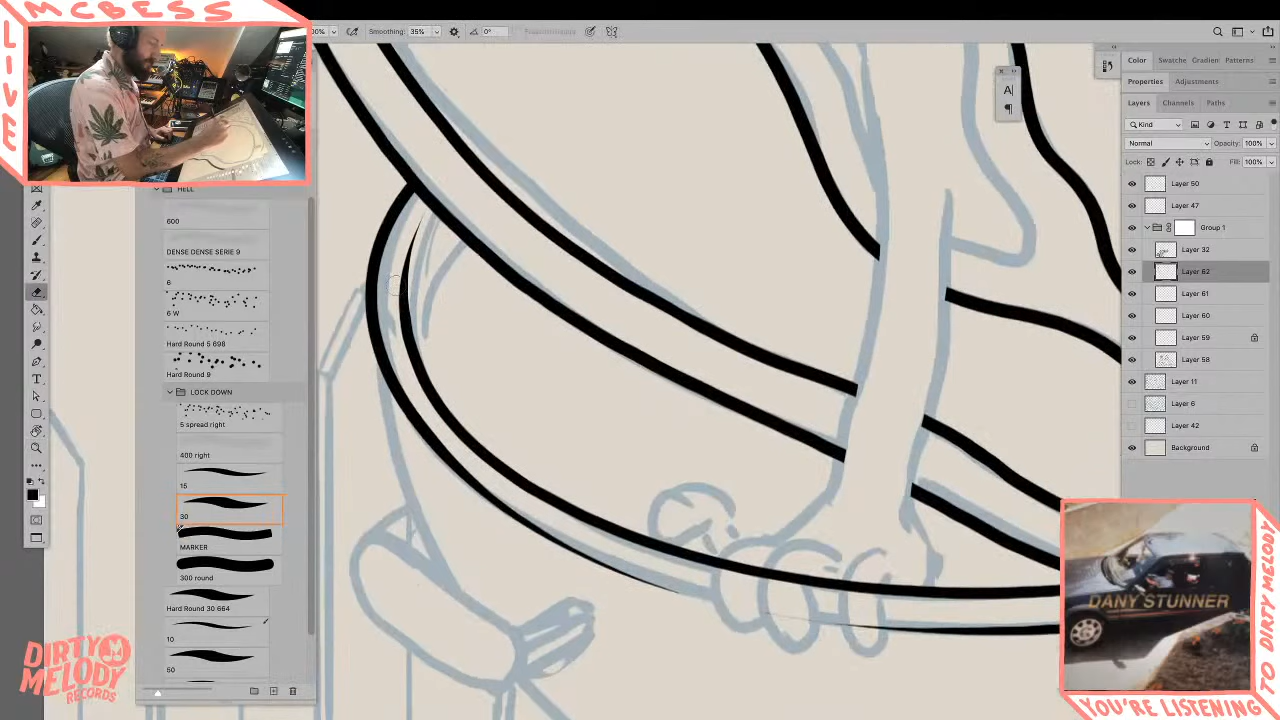 MCBESS
LIVE
00%
Smoothing: 35%
0°
Color
Swatche
Gradien
Patterns
Properties
Adjustments
Layers
Channels
Paths
Kind
Normal
Opacity: 100%
Lock:
Fill: 100%
Layer 50
Layer 47
Group 1
Layer 32
Layer 62
Layer 61
Layer 60
Layer 59
Layer 58
Layer 11
Layer 6
Layer 42
Background
HELL
600
DENSE DENSE SERIE 9
6
6 W
Hard Round 5 698
Hard Round 9
LOCK DOWN
5 spread right
400 right
15
30
MARKER
300 round
Hard Round 30 664
10
50
DIRTY
MELODY
RECORDS
DANY STUNNER
YOU'RE LISTENING
TO DIRTY MELODY